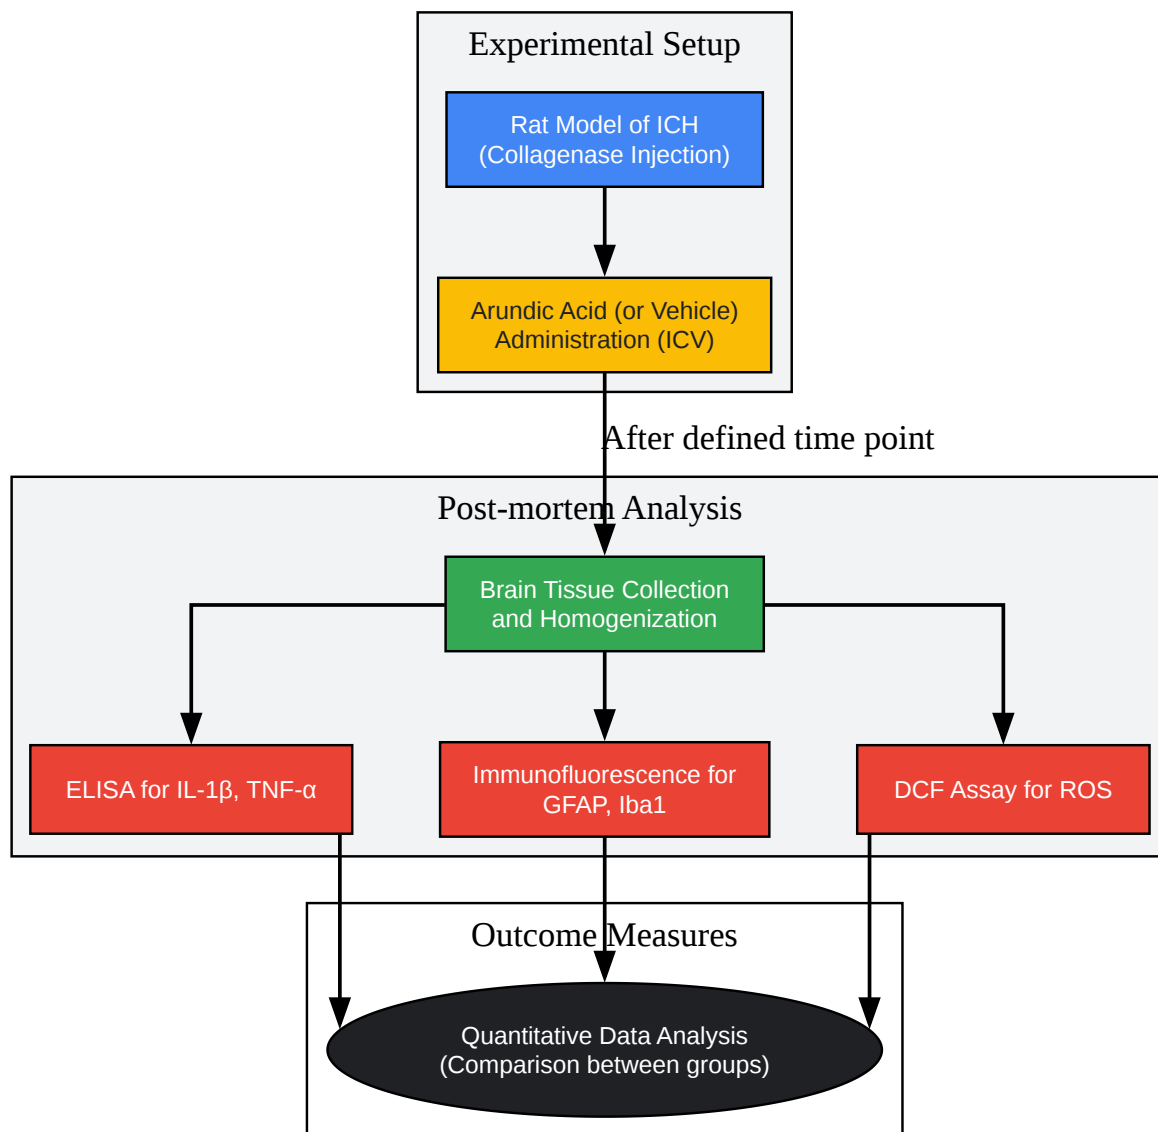 Experimental Setup
Rat Model of ICH
(Collagenase Injection)
Arundic Acid (or Vehicle)
Administration (ICV)
After defined time point
Post-mortem Analysis
Brain Tissue Collection
and Homogenization
ELISA for IL-1β, TNF-α
Immunofluorescence for
GFAP, Iba1
DCF Assay for ROS
Outcome Measures
Quantitative Data Analysis
(Comparison between groups)